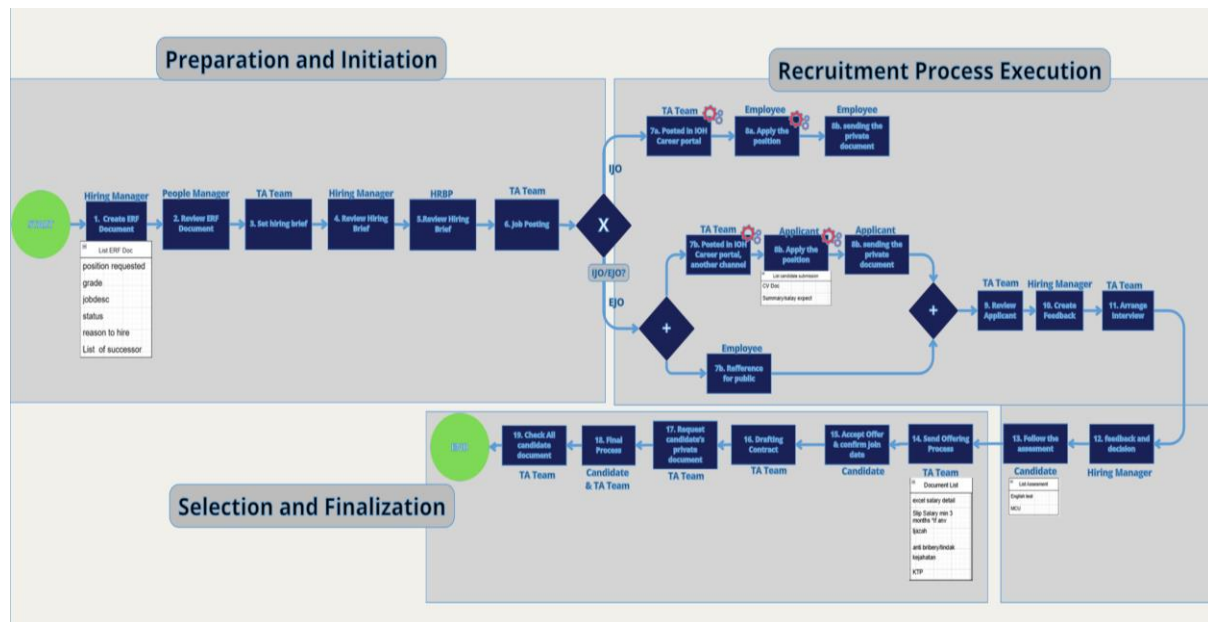 Preparation and Initiation
Recruitment Process Execution
START
Hiring Manager
1. Create ERF
Document
List ERF Doc
position requested
grade
jobdesc
status
reason to hire
List of successor
People Manager
2. Review ERF
Document
TA Team
3. Set hiring brief
Hiring Manager
4. Review Hiring
Brief
HRBP
5.Review Hiring
Brief
TA Team
6. Job Posting
X
IJO/EJO?
IJO
EJO
TA Team
7a. Posted in IOH
Career portal
Employee
8a. Apply the
position
Employee
8b. sending the
private
document
+
TA Team
7b. Posted in IOH
Career portal,
another channel
Applicant
8b. Apply the
position
List candidate submission
CV Doc
Summary/salay expect
Applicant
8b. sending the
private
document
Employee
7b. Refference
for public
+
TA Team
9. Review
Applicant
Hiring Manager
10. Create
Feedback
TA Team
11. Arrange
Interview
12. feedback and
decision
Hiring Manager
13. Follow the
assesment
Candidate
List Assessment
English test
MCU
14. Send Offering
Process
TA Team
Document List
excel salary detail
Slip Salary min 3
months *if any
Ijazah
anti bribery/tindak
kejahatan
KTP
15. Accept Offer
& confirm join
date
Candidate
16. Drafting
Contract
TA Team
17. Request
candidate's
private
document
TA Team
18. Final
Process
Candidate
& TA Team
19. Check All
candidate
document
TA Team
END
Selection and Finalization